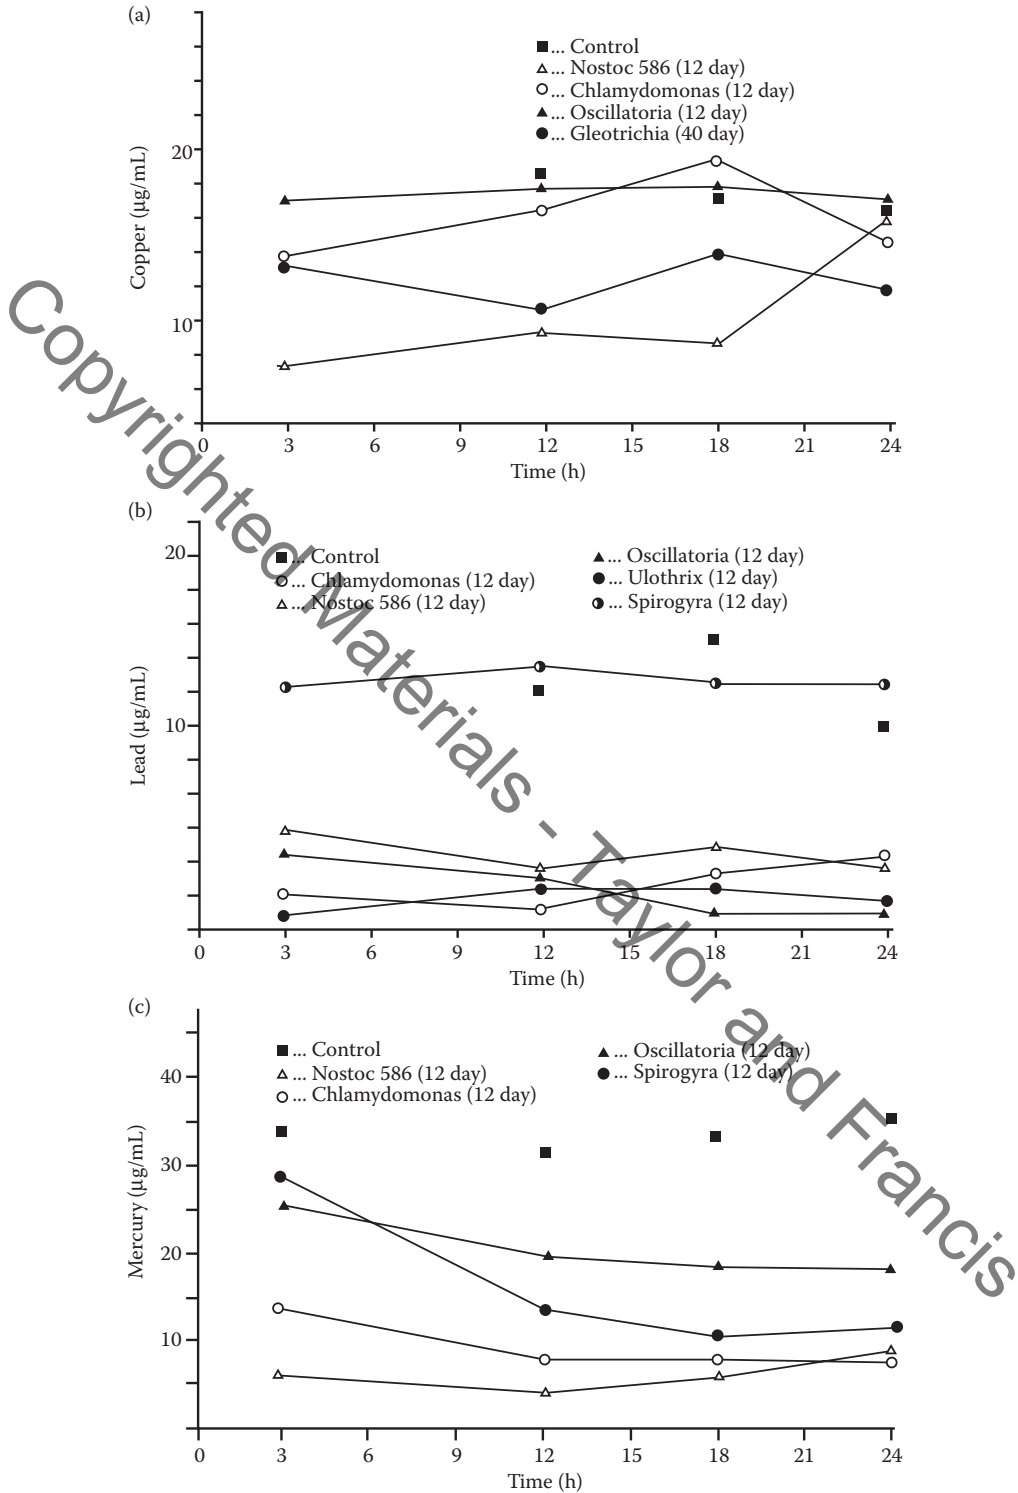 (a)
... Control
... Nostoc 586 (12 day)
... Chlamydomonas (12 day)
... Oscillatoria (12 day)
... Gleotrichia (40 day)
20
10
Copper (µg/mL)
0 3 6 9 12 15 18 21 24
Time (h)
(b)
... Control
... Chlamydomonas (12 day)
... Nostoc 586 (12 day)
... Oscillatoria (12 day)
... Ulothrix (12 day)
... Spirogyra (12 day)
20
10
Lead (µg/mL)
0 3 6 9 12 15 18 21 24
Time (h)
(c)
... Control
... Nostoc 586 (12 day)
... Chlamydomonas (12 day)
... Oscillatoria (12 day)
... Spirogyra (12 day)
40
30
20
10
Mercury (µg/mL)
0 3 6 9 12 15 18 21 24
Time (h)
Copyrighted Materials - Taylor and Francis